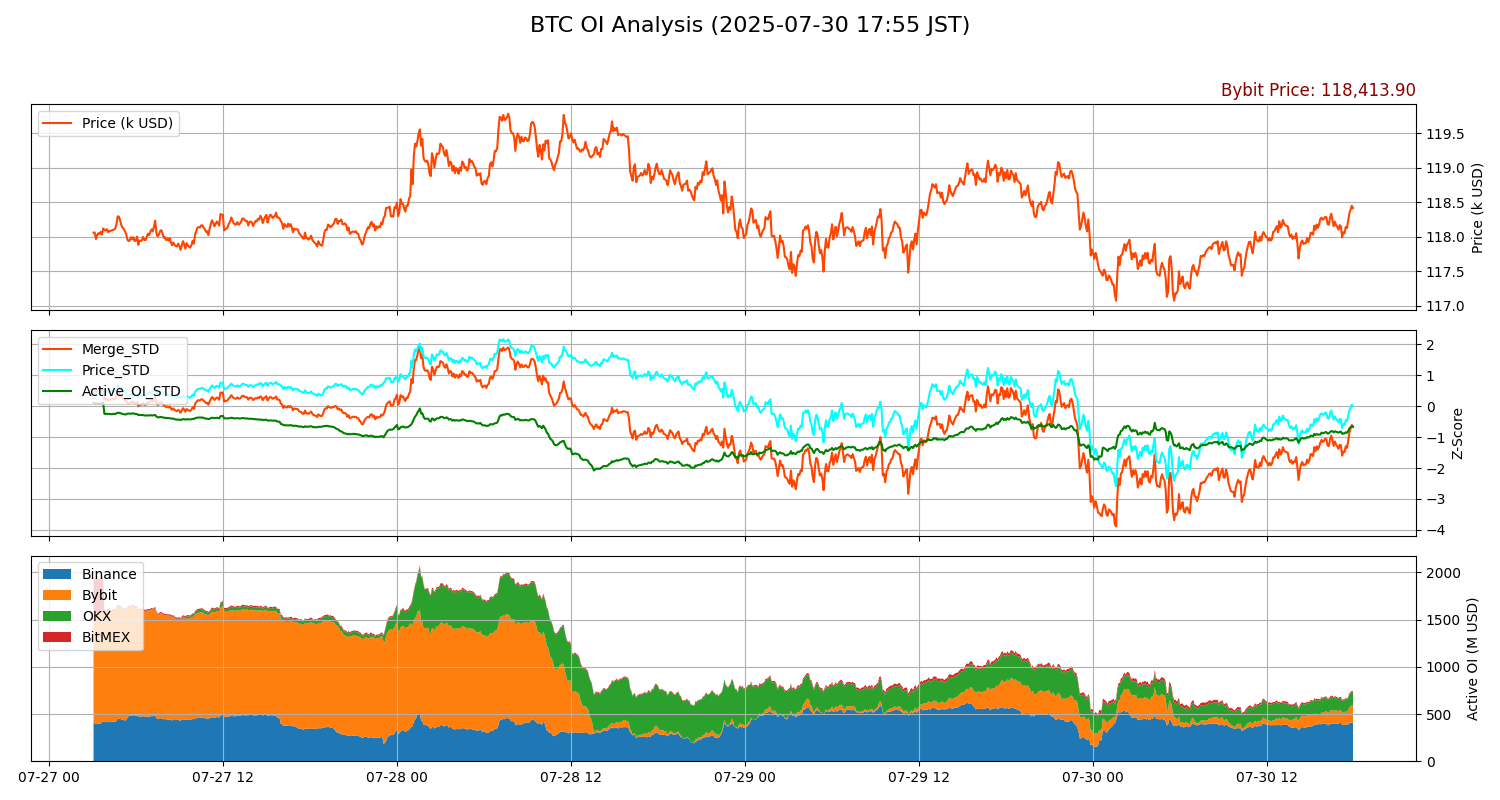 BTC OI Analysis (2025-07-30 17:55 JST)
Bybit Price: 118,413.90
Price (k USD)
119.5
119.0
118.5
118.0
117.5
117.0
Price (k USD)
Merge_STD
Price_STD
Active_OI_STD
2
1
0
−1
−2
−3
−4
Z-Score
Binance
Bybit
OKX
BitMEX
2000
1500
1000
500
0
Active OI (M USD)
07-27 00 07-27 12 07-28 00 07-28 12 07-29 00 07-29 12 07-30 00 07-30 12